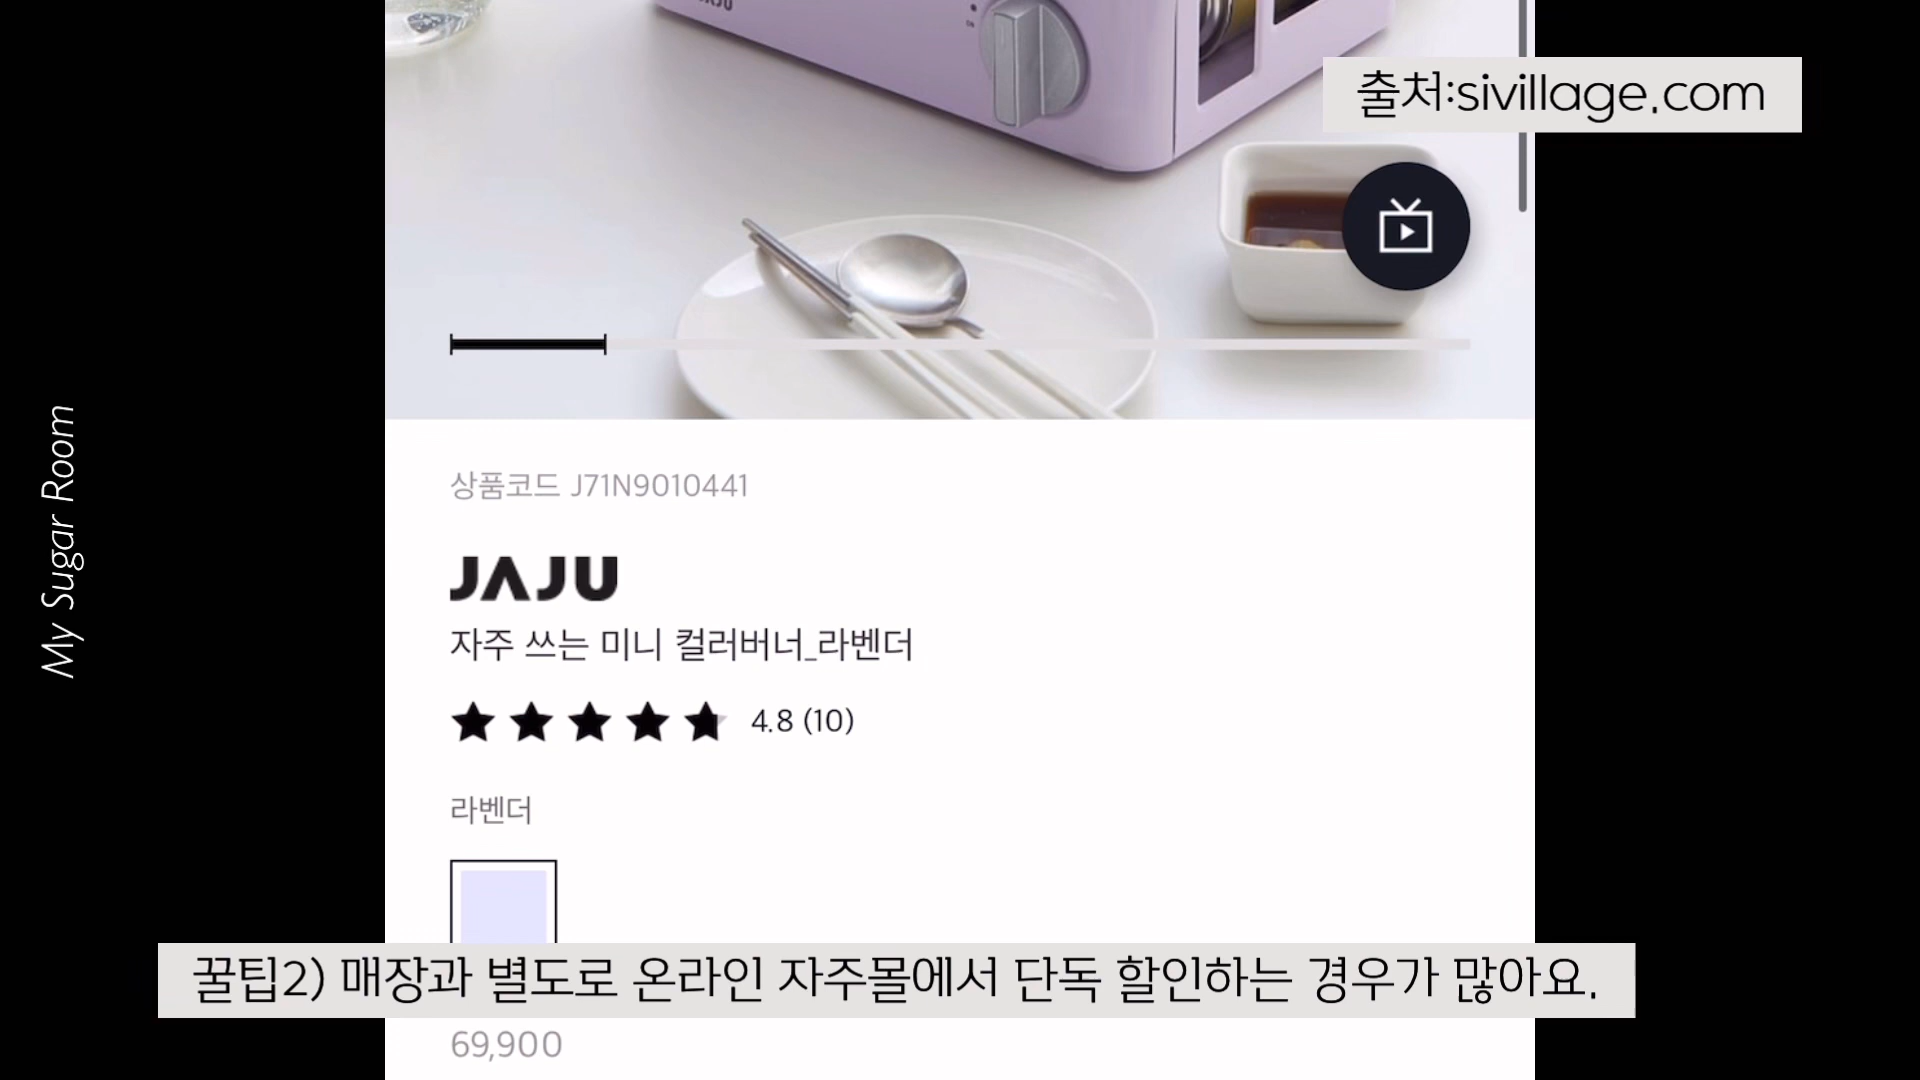 출처:sivillage.com
My Sugar Room
상품코드 J71N9010441
JAJU
자주 쓰는 미니 컬러버너_라벤더
4.8 (10)
라벤더
꿀팁2) 매장과 별도로 온라인 자주몰에서 단독 할인하는 경우가 많아요.
69,900